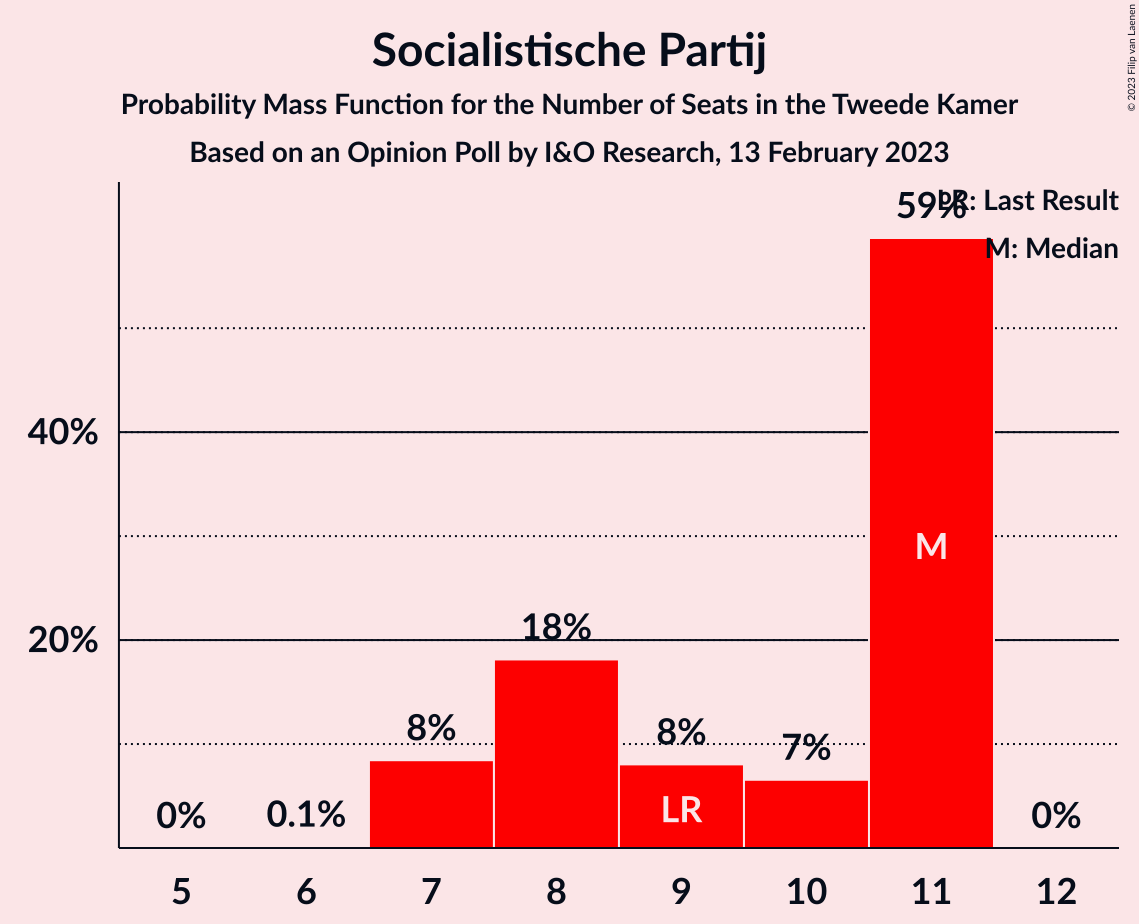 Socialistische Partij
Probability Mass Function for the Number of Seats in the Tweede Kamer
Based on an Opinion Poll by I&O Research, 13 February 2023
© 2023 Filip van Laenen
LR: Last Result
M: Median
59%
40%
M
20%
18%
8%
8%
7%
LR
0%
0.1%
0%
5 6 7 8 9 10 11 12